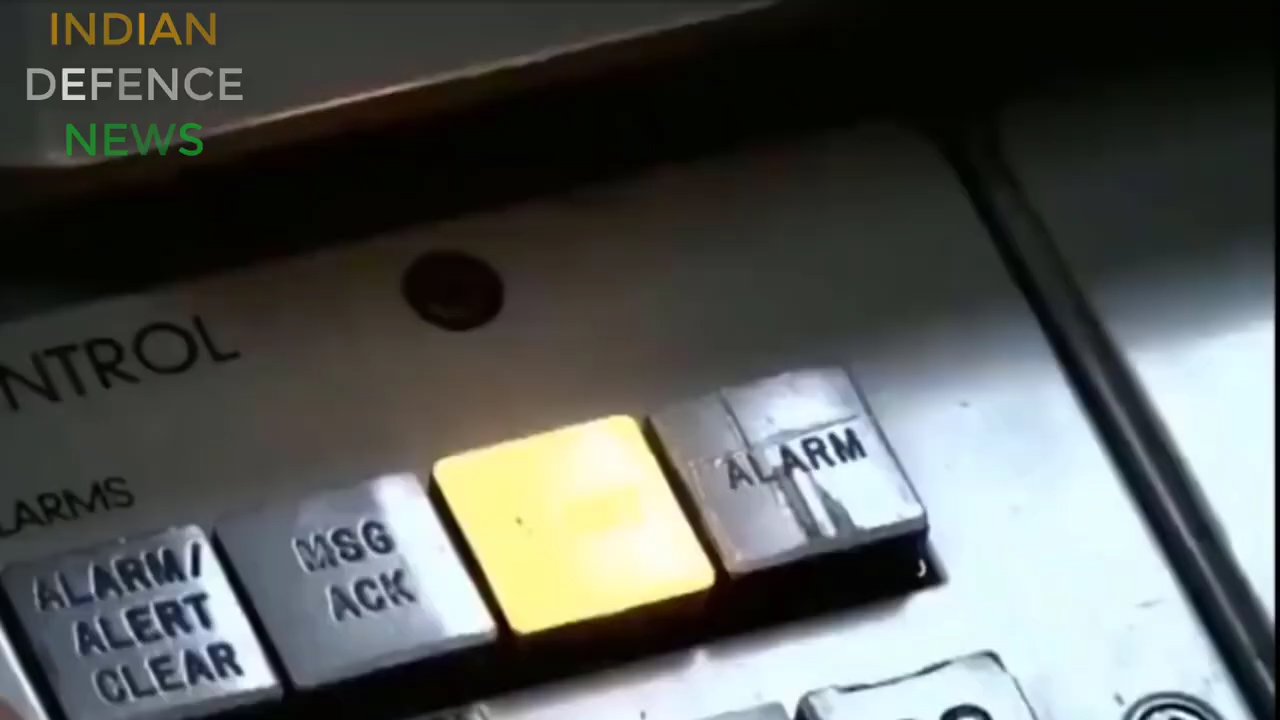 INDIAN
DEFENCE
NEWS
NTROL
LARMS
ALARM/
ALERT
CLEAR
MSG
ACK
ALARM